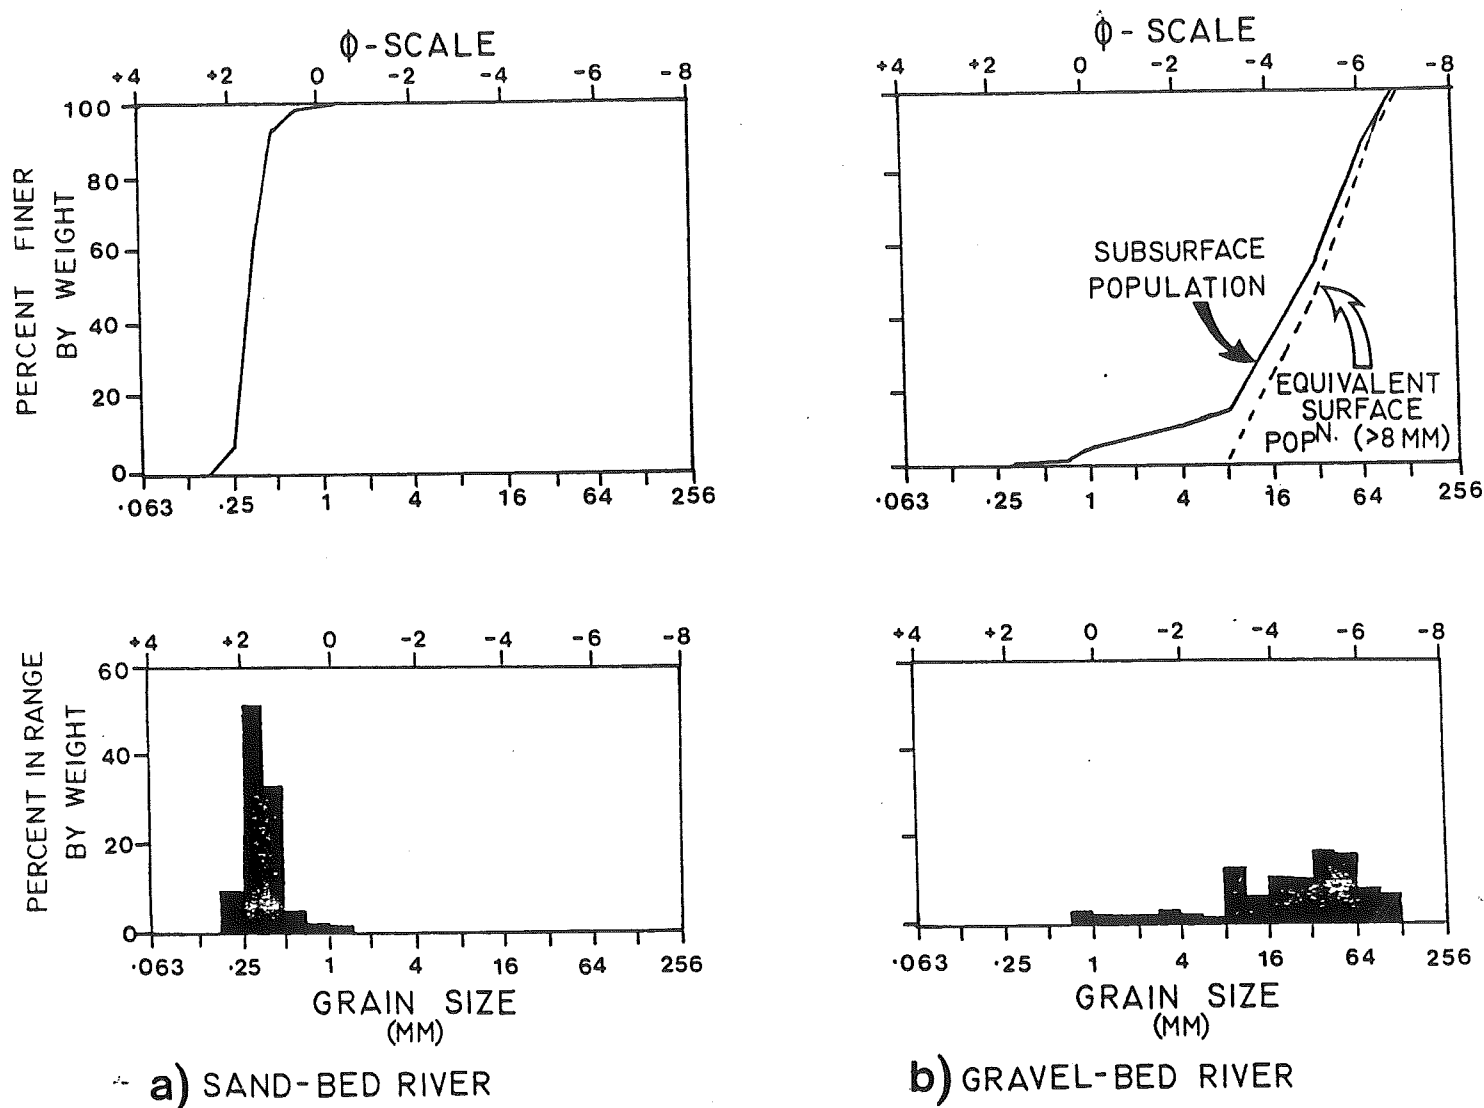 ϕ-SCALE
+4 +2 0 -2 -4 -6 -8
PERCENT FINER
BY WEIGHT
100
80
60
40
20
0
.063 .25 1 4 16 64 256
ϕ- SCALE
+4 +2 0 -2 -4 -6 -8
SUBSURFACE
POPULATION
EQUIVALENT
SURFACE
POPN. (>8 MM)
.063 .25 1 4 16 64 256
+4 +2 0 -2 -4 -6 -8
PERCENT IN RANGE
BY WEIGHT
60
40
20
0
.063 .25 1 4 16 64 256
GRAIN SIZE
(MM)
a) SAND-BED RIVER
+4 +2 0 -2 -4 -6 -8
.063 .25 1 4 16 64 256
GRAIN SIZE
(MM)
b) GRAVEL-BED RIVER